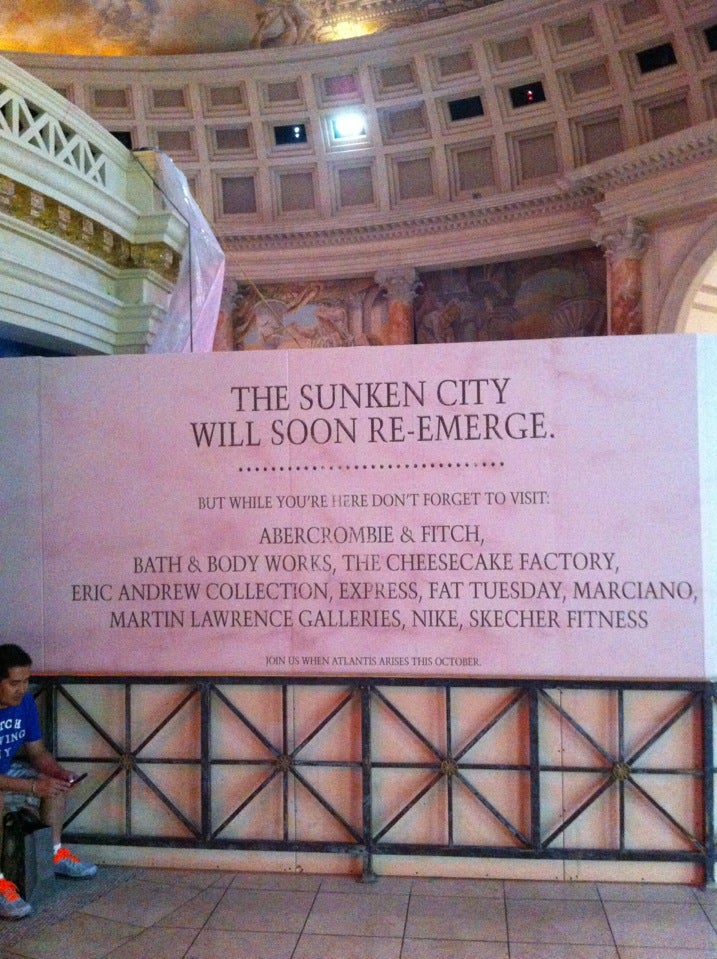 THE SUNKEN CITY
WILL SOON RE-EMERGE.
BUT WHILE YOU'RE HERE DON'T FORGET TO VISIT:
ABERCROMBIE & FITCH,
BATH & BODY WORKS, THE CHEESECAKE FACTORY,
ERIC ANDREW COLLECTION, EXPRESS, FAT TUESDAY, MARCIANO,
MARTIN LAWRENCE GALLERIES, NIKE, SKECHER FITNESS
JOIN US WHEN ATLANTIS ARISES THIS OCTOBER.